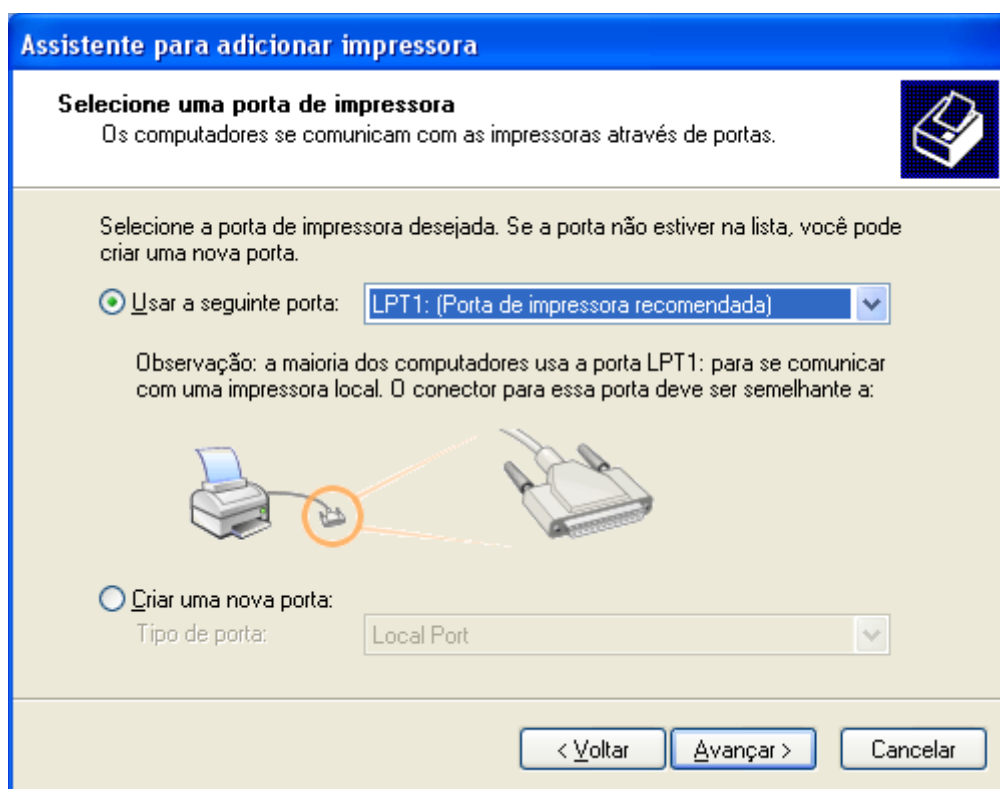 Assistente para adicionar impressora
Selecione uma porta de impressora
Os computadores se comunicam com as impressoras através de portas.
Selecione a porta de impressora desejada. Se a porta não estiver na lista, você pode
criar uma nova porta.
Usar a seguinte porta: LPT1: (Porta de impressora recomendada)
Observação: a maioria dos computadores usa a porta LPT1: para se comunicar
com uma impressora local. O conector para essa porta deve ser semelhante a:
Criar uma nova porta:
Tipo de porta: Local Port
< Voltar Avançar > Cancelar